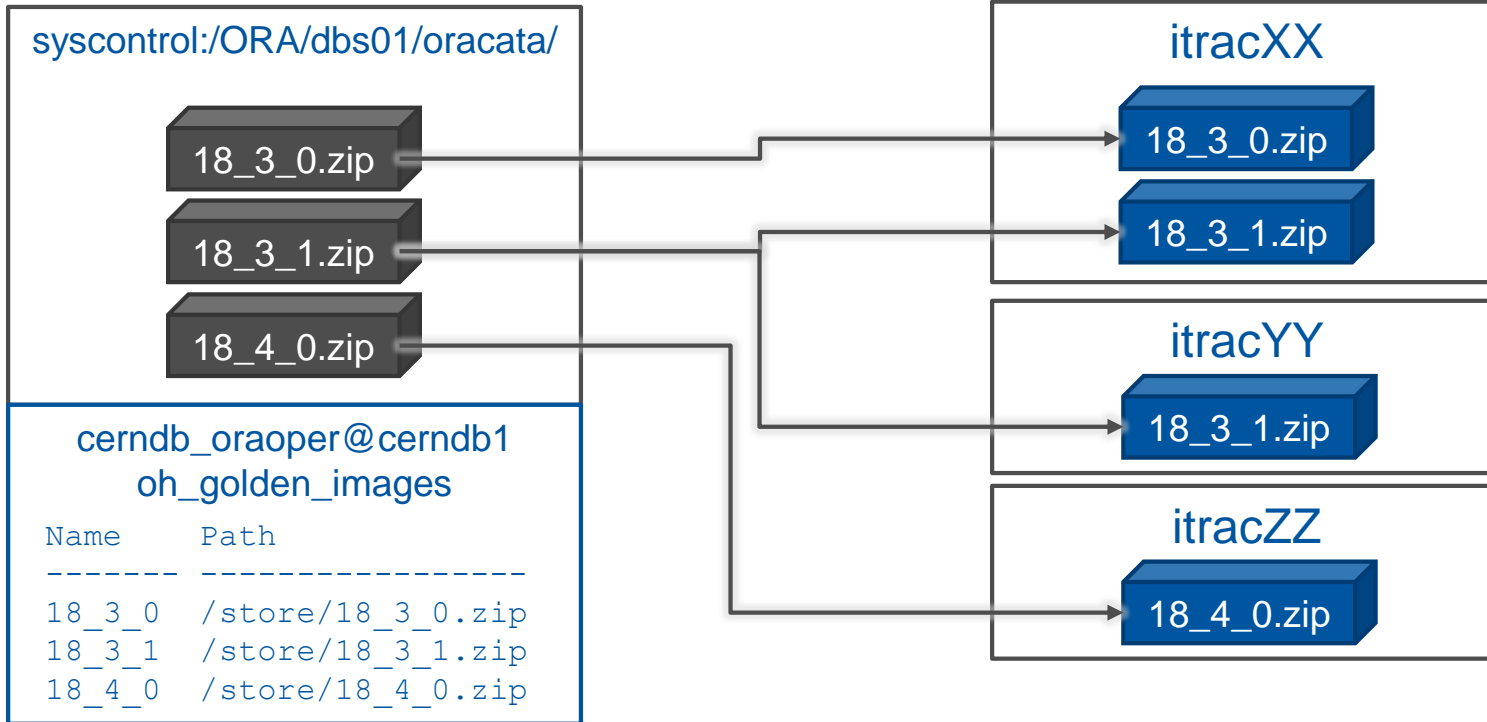 syscontrol:/ORA/dbs01/oracata/
18_3_0.zip
18_3_1.zip
18_4_0.zip
cerndb_oraoper@cerndb1
oh_golden_images
Name Path
------- -----------------
18_3_0 /store/18_3_0.zip
18_3_1 /store/18_3_1.zip
18_4_0 /store/18_4_0.zip
itracXX
18_3_0.zip
18_3_1.zip
itracYY
18_3_1.zip
itracZZ
18_4_0.zip